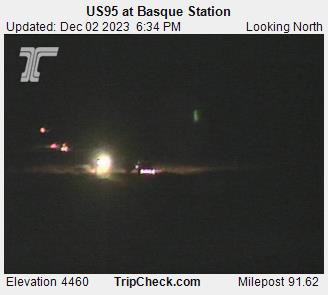 US95 at Basque Station
Updated: Dec 02 2023 6:34 PM Looking North
Elevation 4460 TripCheck.com Milepost 91.62